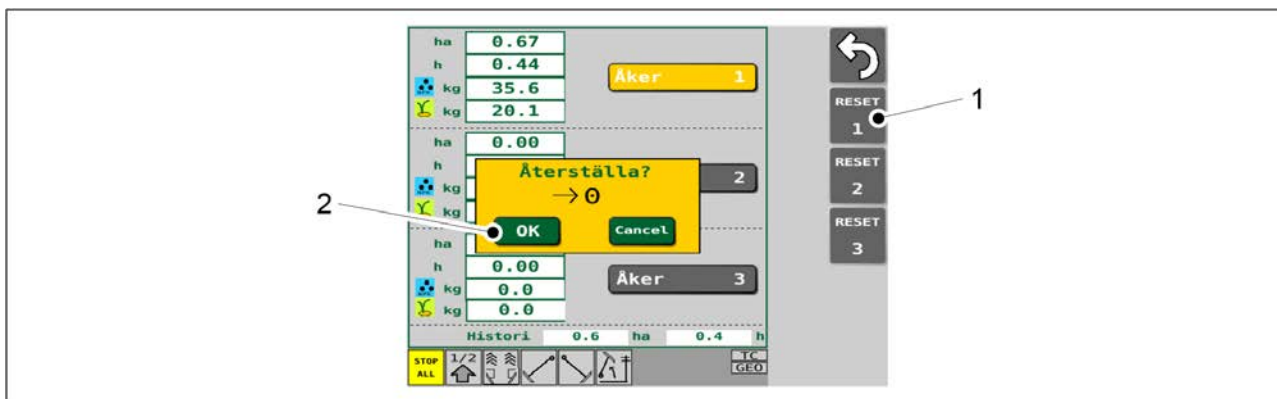 ha 0.67
h 0.44
Åker 1
kg 35.6
RESET
1
1
kg 20.1
ha 0.00
h
Återställa?
→0
RESET
2
2
kg
2
kg
OK Cancel
RESET
3
ha
h 0.00
Åker 3
kg 0.0
kg 0.0
Histori 0.6 ha 0.4 h
STOP
ALL
1/2
TC
GEO